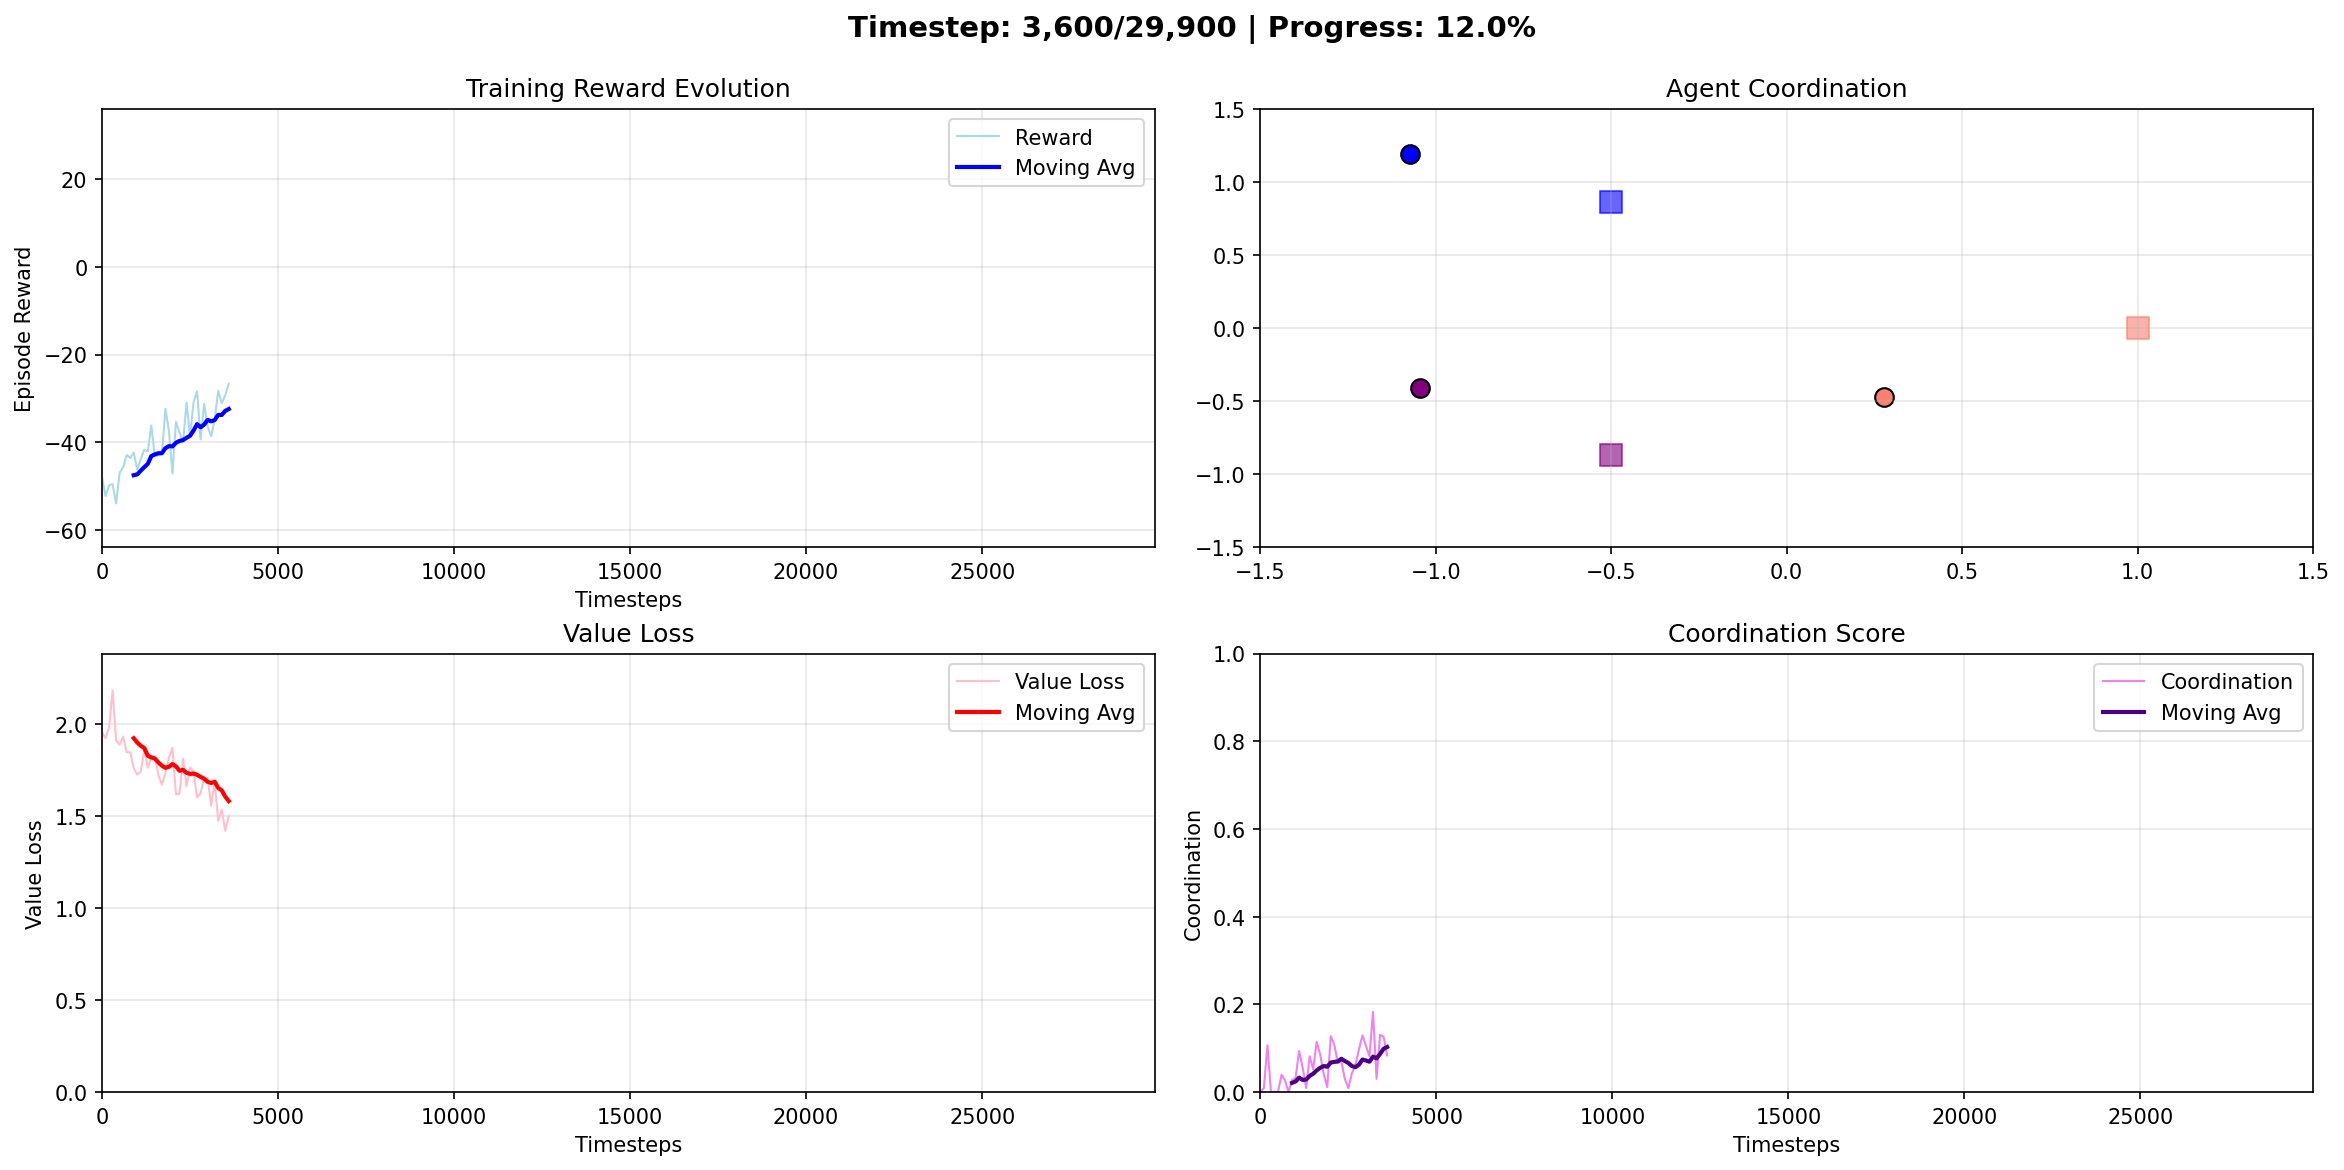 Timestep: 3,600/29,900 | Progress: 12.0%
Training Reward Evolution
Episode Reward
20
0
−20
−40
−60
Reward
Moving Avg
0 5000 10000 15000 20000 25000
Timesteps
Agent Coordination
1.5
1.0
0.5
0.0
−0.5
−1.0
−1.5
−1.5 −1.0 −0.5 0.0 0.5 1.0 1.5
Value Loss
Value Loss
2.0
1.5
1.0
0.5
0.0
Value Loss
Moving Avg
0 5000 10000 15000 20000 25000
Timesteps
Coordination Score
Coordination
1.0
0.8
0.6
0.4
0.2
0.0
Coordination
Moving Avg
0 5000 10000 15000 20000 25000
Timesteps